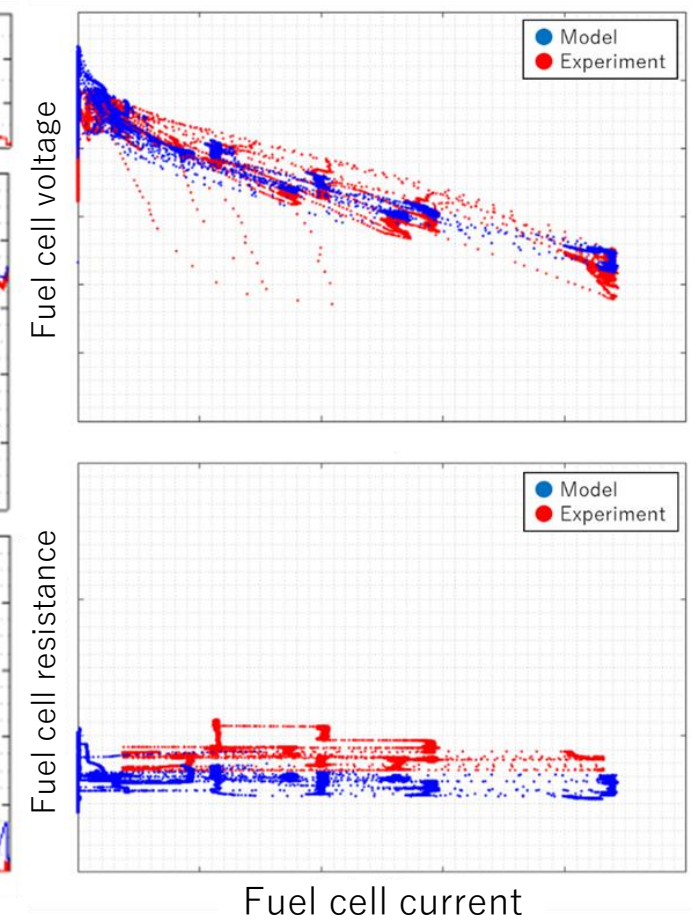 Fuel cell voltage
Model
Experiment
Fuel cell resistance
Model
Experiment
Fuel cell current